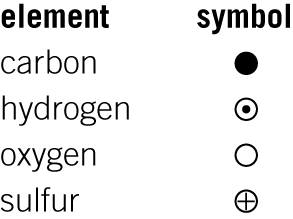 element symbol
carbon ●
hydrogen ⊙
oxygen ○
sulfur ⊕